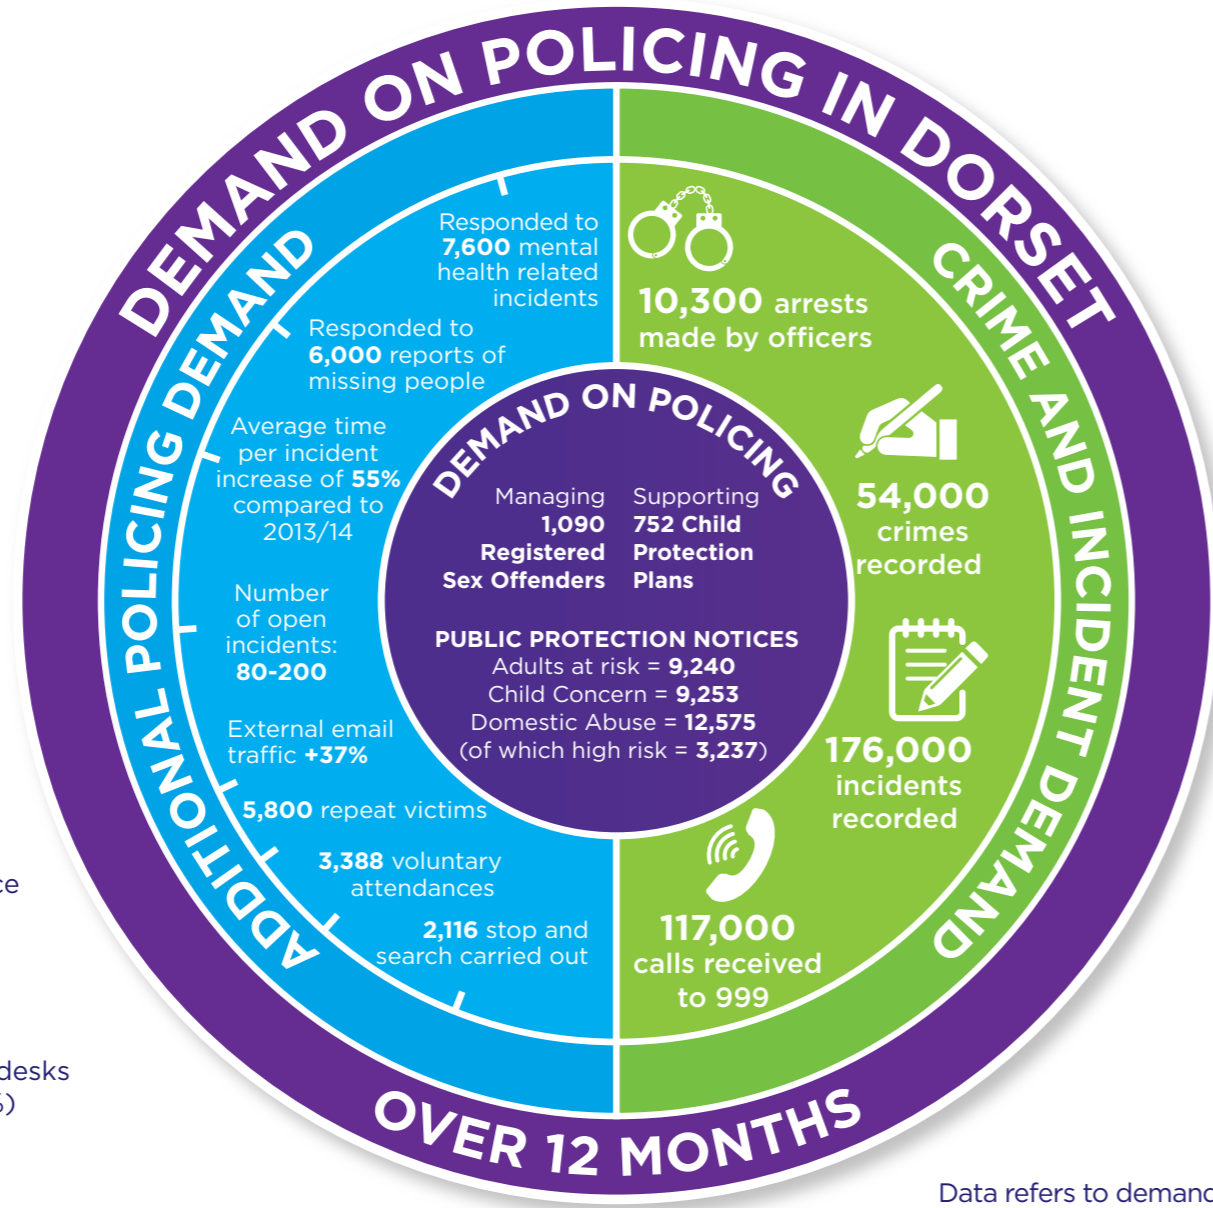 DEMAND ON POLICING IN DORSET
ADDITIONAL POLICING DEMAND
Responded to
7,600 mental
health related
incidents
Responded to
6,000 reports of
missing people
Average time
per incident
increase of 55%
compared to
2013/14
Number
of open
incidents:
80-200
External email
traffic +37%
5,800 repeat victims
3,388 voluntary
attendances
2,116 stop and
search carried out
DEMAND ON POLICING
Managing
1,090
Registered
Sex Offenders
Supporting
752 Child
Protection
Plans
PUBLIC PROTECTION NOTICES
Adults at risk = 9,240
Child Concern = 9,253
Domestic Abuse = 12,575
(of which high risk = 3,237)
CRIME AND INCIDENT DEMAND
10,300 arrests
made by officers
54,000
crimes
recorded
176,000
incidents
recorded
117,000
calls received
to 999
OVER 12 MONTHS
desks
Data refers to demand